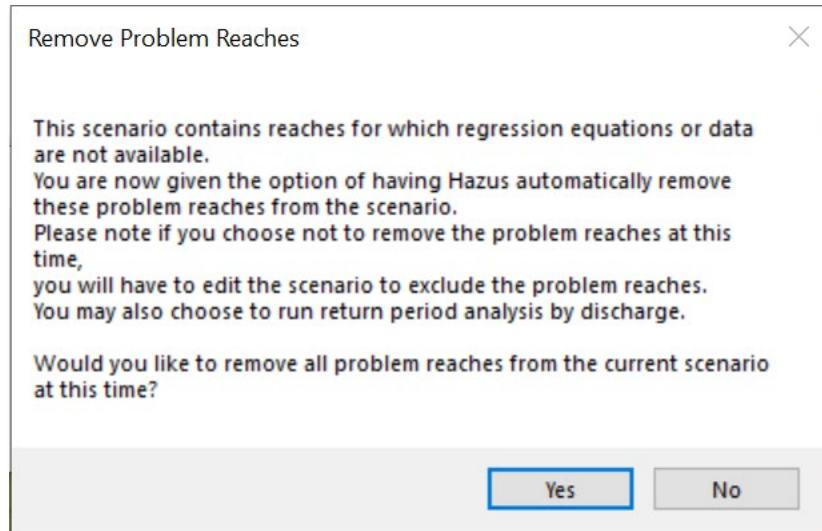 Remove Problem Reaches
This scenario contains reaches for which regression equations or data
are not available.
You are now given the option of having Hazus automatically remove
these problem reaches from the scenario.
Please note if you choose not to remove the problem reaches at this
time,
you will have to edit the scenario to exclude the problem reaches.
You may also choose to run return period analysis by discharge.
Would you like to remove all problem reaches from the current scenario
at this time?
Yes
No